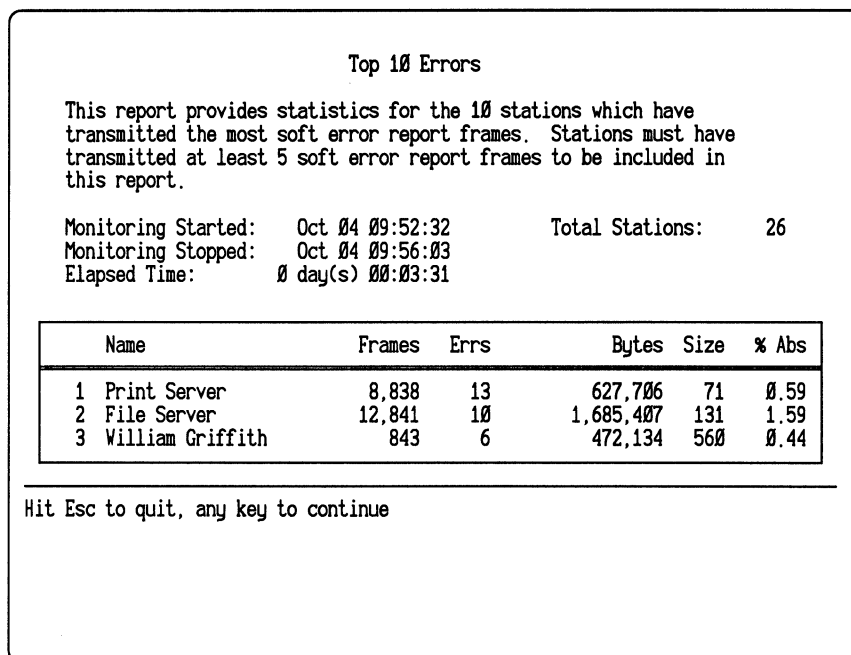 Top 10 Errors
This report provides statistics for the 10 stations which have
transmitted the most soft error report frames. Stations must have
transmitted at least 5 soft error report frames to be included in
this report.
Monitoring Started: Oct 04 09:52:32 Total Stations: 26
Monitoring Stopped: Oct 04 09:56:03
Elapsed Time: 0 day(s) 00:03:31
Name Frames Errs Bytes Size % Abs
1 Print Server 8,838 13 627,706 71 0.59
2 File Server 12,841 10 1,685,407 131 1.59
3 William Griffith 843 6 472,134 560 0.44
Hit Esc to quit, any key to continue